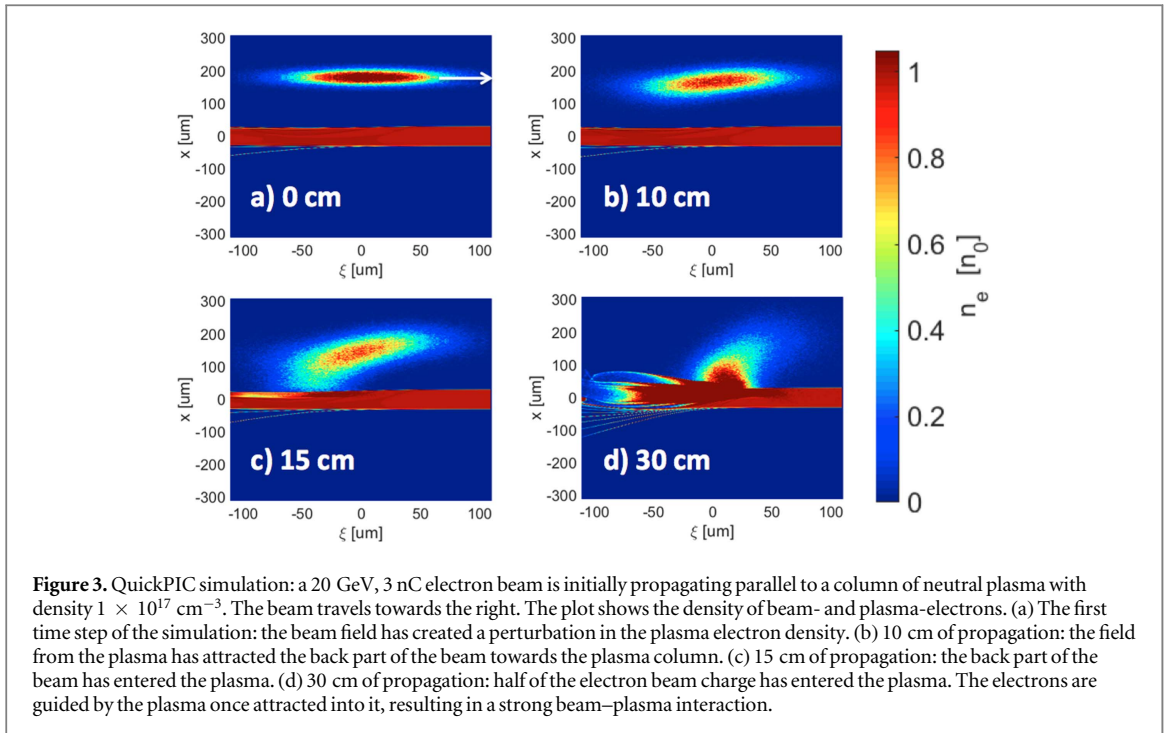 300
200
100
0
-100
-200
-300
x [um]
a) 0 cm
-100 -50 0 50 100
ξ [um]
300
200
100
0
-100
-200
-300
x [um]
b) 10 cm
-100 -50 0 50 100
ξ [um]
300
200
100
0
-100
-200
-300
x [um]
c) 15 cm
-100 -50 0 50 100
ξ [um]
300
200
100
0
-100
-200
-300
x [um]
d) 30 cm
-100 -50 0 50 100
ξ [um]
1
0.8
0.6
0.4
0.2
0
n_e [n_0]
Figure 3. QuickPIC simulation: a 20 GeV, 3 nC electron beam is initially propagating parallel to a column of neutral plasma with
density 1 × 10^17 cm^−3. The beam travels towards the right. The plot shows the density of beam- and plasma-electrons. (a) The first
time step of the simulation: the beam field has created a perturbation in the plasma electron density. (b) 10 cm of propagation: the field
from the plasma has attracted the back part of the beam towards the plasma column. (c) 15 cm of propagation: the back part of the
beam has entered the plasma. (d) 30 cm of propagation: half of the electron beam charge has entered the plasma. The electrons are
guided by the plasma once attracted into it, resulting in a strong beam–plasma interaction.